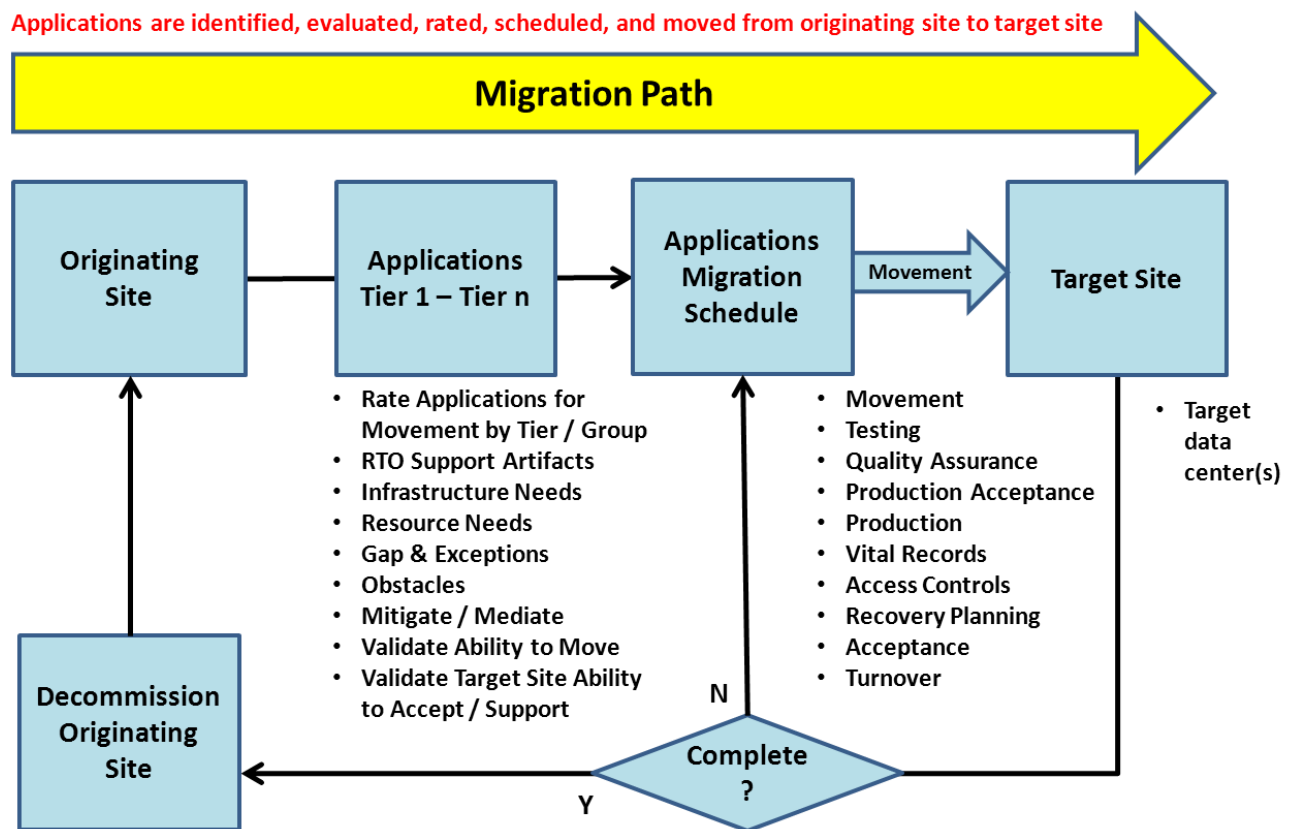 Applications are identified, evaluated, rated, scheduled, and moved from originating site to target site
Migration Path
Originating
Site
Applications
Tier 1 – Tier n
Applications
Migration
Schedule
Movement
Target Site
• Rate Applications for
Movement by Tier / Group
• RTO Support Artifacts
• Infrastructure Needs
• Resource Needs
• Gap & Exceptions
• Obstacles
• Mitigate / Mediate
• Validate Ability to Move
• Validate Target Site Ability
to Accept / Support
• Movement
• Testing
• Quality Assurance
• Production Acceptance
• Production
• Vital Records
• Access Controls
• Recovery Planning
• Acceptance
• Turnover
• Target
data
center(s)
Decommission
Originating
Site
N
Complete
?
Y